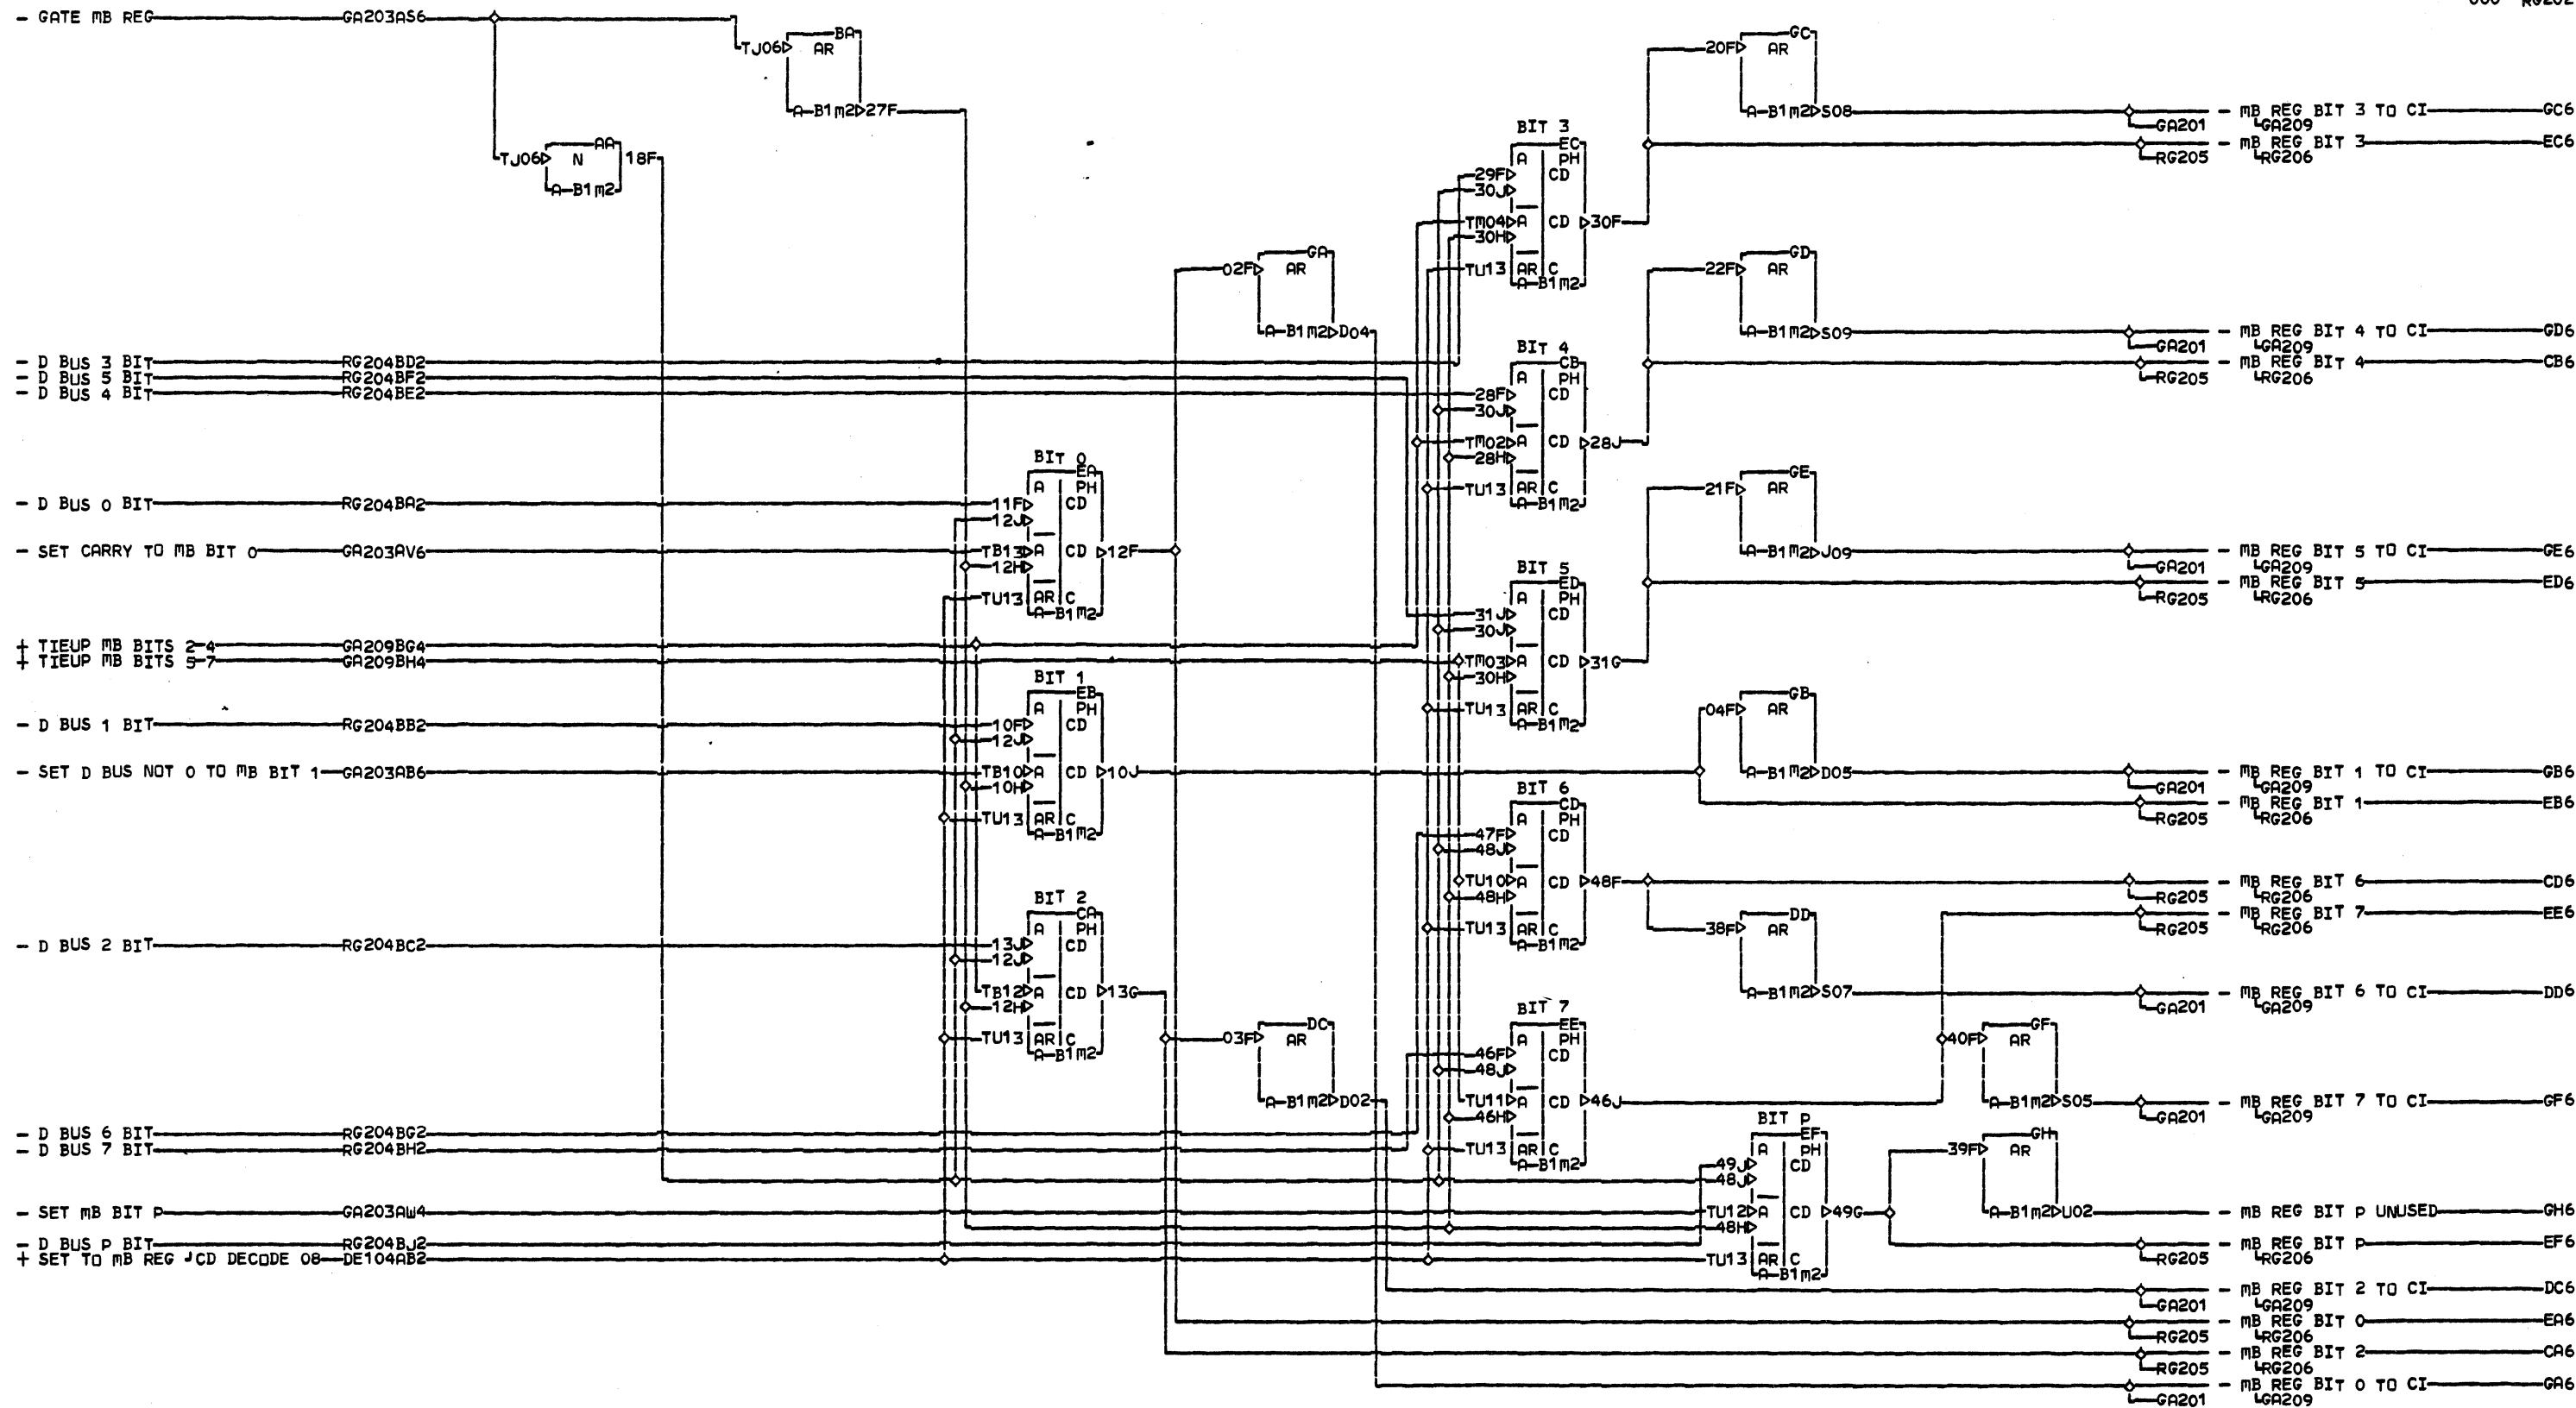 000 RG202
- GATE MB REG GA203AS6
TJ06 BA AR A B1m2 27F
TJ06 AA N 18F A B1m2
20F GC AR A B1m2 S08
- MB REG BIT 3 TO CI GC6
GA201 GA209
- MB REG BIT 3 EC6
RG205 RG206
BIT 3
EC
A PH
29F CD
30J
TM04 A CD 30F
30H
TU13 AR C
A B1m2
02F GA AR A B1m2 D04
22F GD AR A B1m2 S09
- MB REG BIT 4 TO CI GD6
GA201 GA209
- MB REG BIT 4 CB6
RG205 RG206
- D BUS 3 BIT RG204BD2
- D BUS 5 BIT RG204BF2
- D BUS 4 BIT RG204BE2
BIT 4
CB
A PH
CD
28F
30J
TM02 A CD 28J
28H
TU13 AR C
A B1m2
BIT 0
EA
A PH
- D BUS 0 BIT RG204BA2
11F CD
12J
- SET CARRY TO MB BIT 0 GA203AV6
TB13 A CD 12F
12H
TU13 AR C
A B1m2
21F GE AR A B1m2 J09
- MB REG BIT 5 TO CI GE6
GA201 GA209
- MB REG BIT 5 ED6
RG205 RG206
BIT 5
ED
A PH
CD
31J
30J
TM03 A CD 31G
30H
TU13 AR C
A B1m2
+ TIEUP MB BITS 2-4 GA209BG4
+ TIEUP MB BITS 5-7 GA209BH4
BIT 1
EB
A PH
- D BUS 1 BIT RG204BB2
10F CD
12J
- SET D BUS NOT 0 TO MB BIT 1 GA203AB6
TB10 A CD 10J
10H
TU13 AR C
A B1m2
04F GB AR A B1m2 D05
- MB REG BIT 1 TO CI GB6
GA201 GA209
- MB REG BIT 1 EB6
RG205 RG206
BIT 6
CD
A PH
47F CD
48J
TU10 A CD 48F
48H
TU13 AR C
A B1m2
- MB REG BIT 6 CD6
RG205 RG206
- MB REG BIT 7 EE6
RG205 RG206
38F DD AR A B1m2 S07
- MB REG BIT 6 TO CI DD6
GA201 GA209
BIT 2
CA
A PH
- D BUS 2 BIT RG204BC2
13J CD
12J
TB12 A CD 13G
12H
TU13 AR C
A B1m2
03F DC AR A B1m2 D02
BIT 7
EE
A PH
46F CD
48J
TU11 A CD 46J
46H
TU13 AR C
A B1m2
40F GF AR A B1m2 S05
- MB REG BIT 7 TO CI GF6
GA201 GA209
- D BUS 6 BIT RG204BG2
- D BUS 7 BIT RG204BH2
BIT P
EF
A PH
49J CD
48J
- SET MB BIT P GA203AW4
TU12 A CD 49G
48H
- D BUS P BIT RG204BJ2
+ SET TO MB REG JCD DECODE 08 DE104AB2
TU13 AR C
A B1m2
39F GH AR A B1m2 U02
- MB REG BIT P UNUSED GH6
- MB REG BIT P EF6
RG205 RG206
- MB REG BIT 2 TO CI DC6
GA201 GA209
- MB REG BIT 0 EA6
RG205 RG206
- MB REG BIT 2 CA6
RG205 RG206
- MB REG BIT 0 TO CI GA6
GA201 GA209